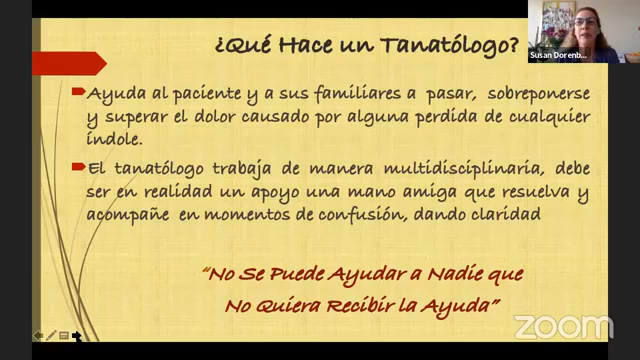 ¿Qué Hace un Tanatólogo?
Susan Dorenb...
Ayuda al paciente y a sus familiares a pasar, sobreponerse
y superar el dolor causado por alguna perdida de cualquier
índole.
El tanatólogo trabaja de manera multidisciplinaria, debe
ser en realidad un apoyo una mano amiga que resuelva y
acompañe en momentos de confusión, dando claridad
“No Se Puede Ayudar a Nadie que
No Quiera Recibir la Ayuda”
zoom